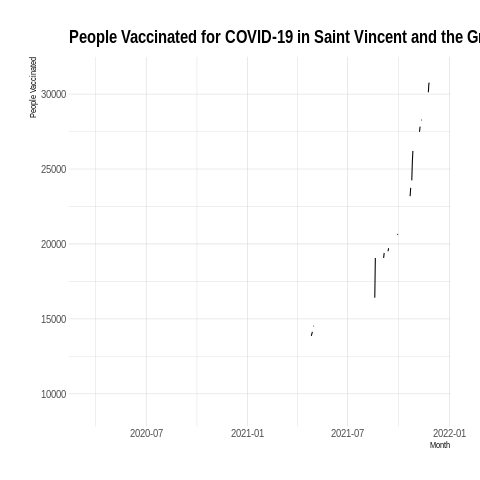 People Vaccinated for COVID-19 in Saint Vincent and the Gr
People Vaccinated
30000
25000
20000
15000
10000
2020-07 2021-01 2021-07 2022-01
Month